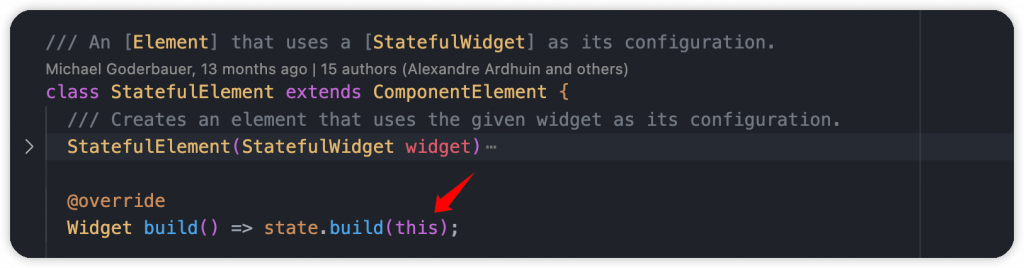 /// An [Element] that uses a [StatefulWidget] as its configuration.
Michael Goderbauer, 13 months ago | 15 authors (Alexandre Ardhuin and others)
class StatefulElement extends ComponentElement {
/// Creates an element that uses the given widget as its configuration.
StatefulElement(StatefulWidget widget)⋯
@override
Widget build() => state.build(this);